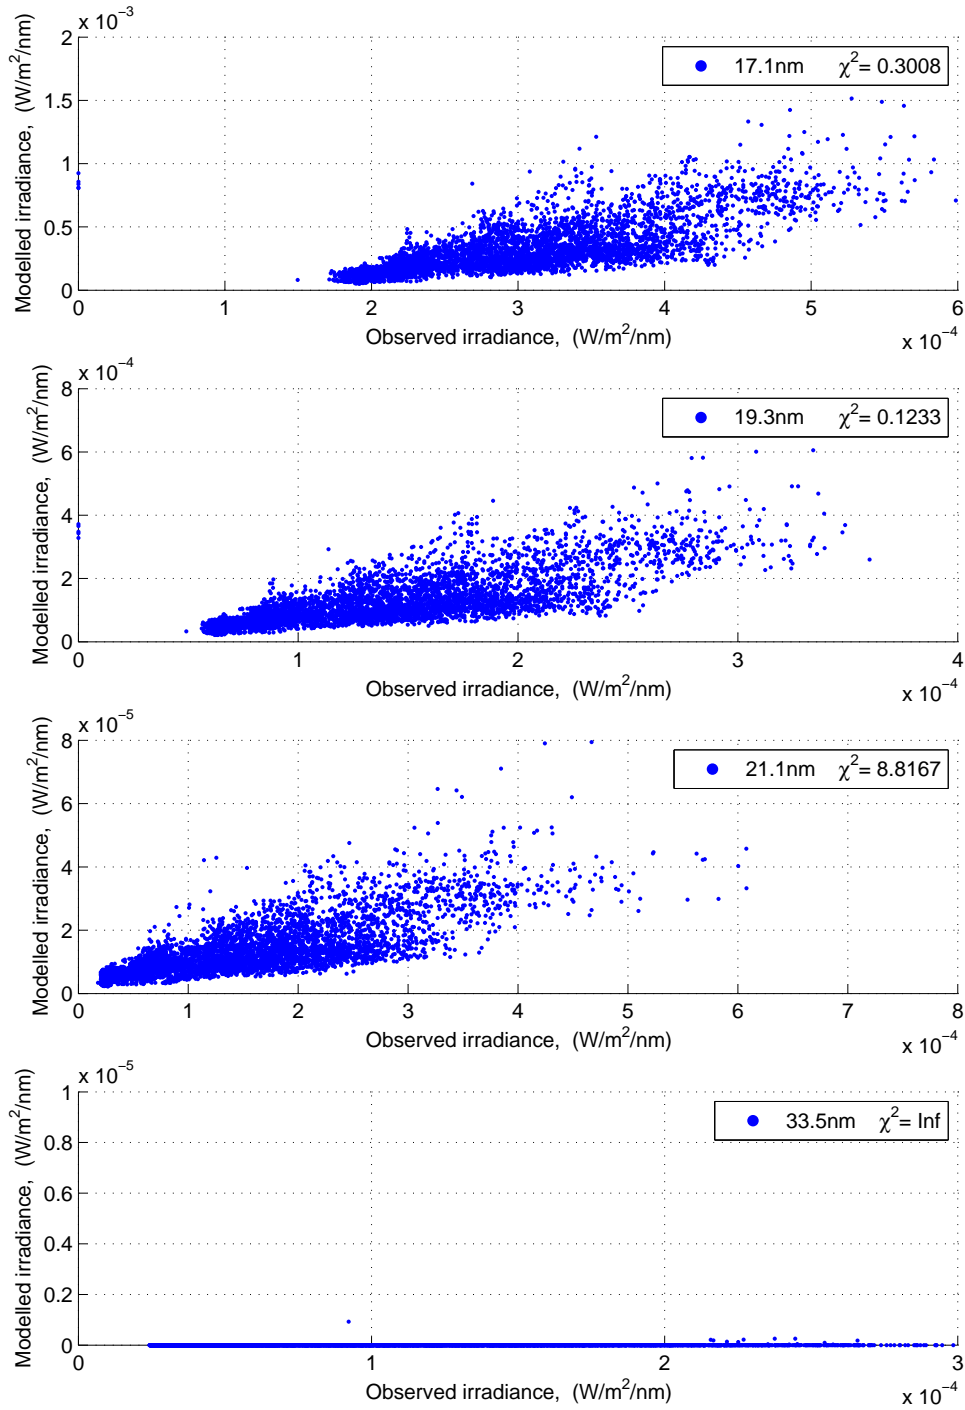 x 10⁻³
2
1.5
1
0.5
0
Modelled irradiance, (W/m²/nm)
17.1nm χ²= 0.3008
0 1 2 3 4 5 6
Observed irradiance, (W/m²/nm)
x 10⁻⁴
x 10⁻⁴
8
6
4
2
0
Modelled irradiance, (W/m²/nm)
19.3nm χ²= 0.1233
0 1 2 3 4
Observed irradiance, (W/m²/nm)
x 10⁻⁴
x 10⁻⁵
8
6
4
2
0
Modelled irradiance, (W/m²/nm)
21.1nm χ²= 8.8167
0 1 2 3 4 5 6 7 8
Observed irradiance, (W/m²/nm)
x 10⁻⁴
x 10⁻⁵
1
0.8
0.6
0.4
0.2
0
Modelled irradiance, (W/m²/nm)
33.5nm χ²= Inf
0 1 2 3
Observed irradiance, (W/m²/nm)
x 10⁻⁴